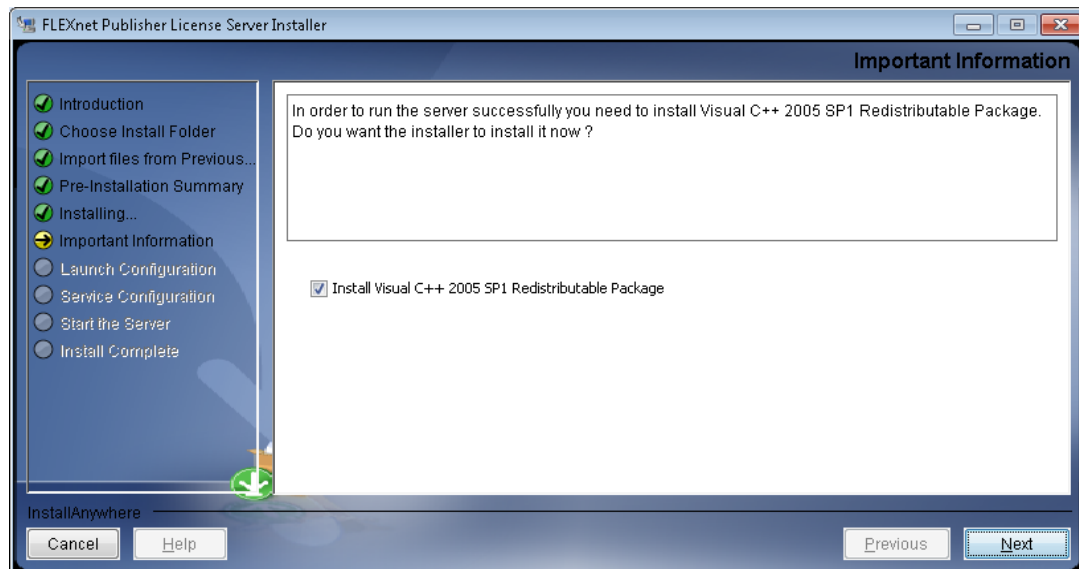 FLEXnet Publisher License Server Installer
Important Information
Introduction
Choose Install Folder
Import files from Previous...
Pre-Installation Summary
Installing...
Important Information
Launch Configuration
Service Configuration
Start the Server
Install Complete
In order to run the server successfully you need to install Visual C++ 2005 SP1 Redistributable Package.
Do you want the installer to install it now ?
Install Visual C++ 2005 SP1 Redistributable Package
InstallAnywhere
Cancel
Help
Previous
Next